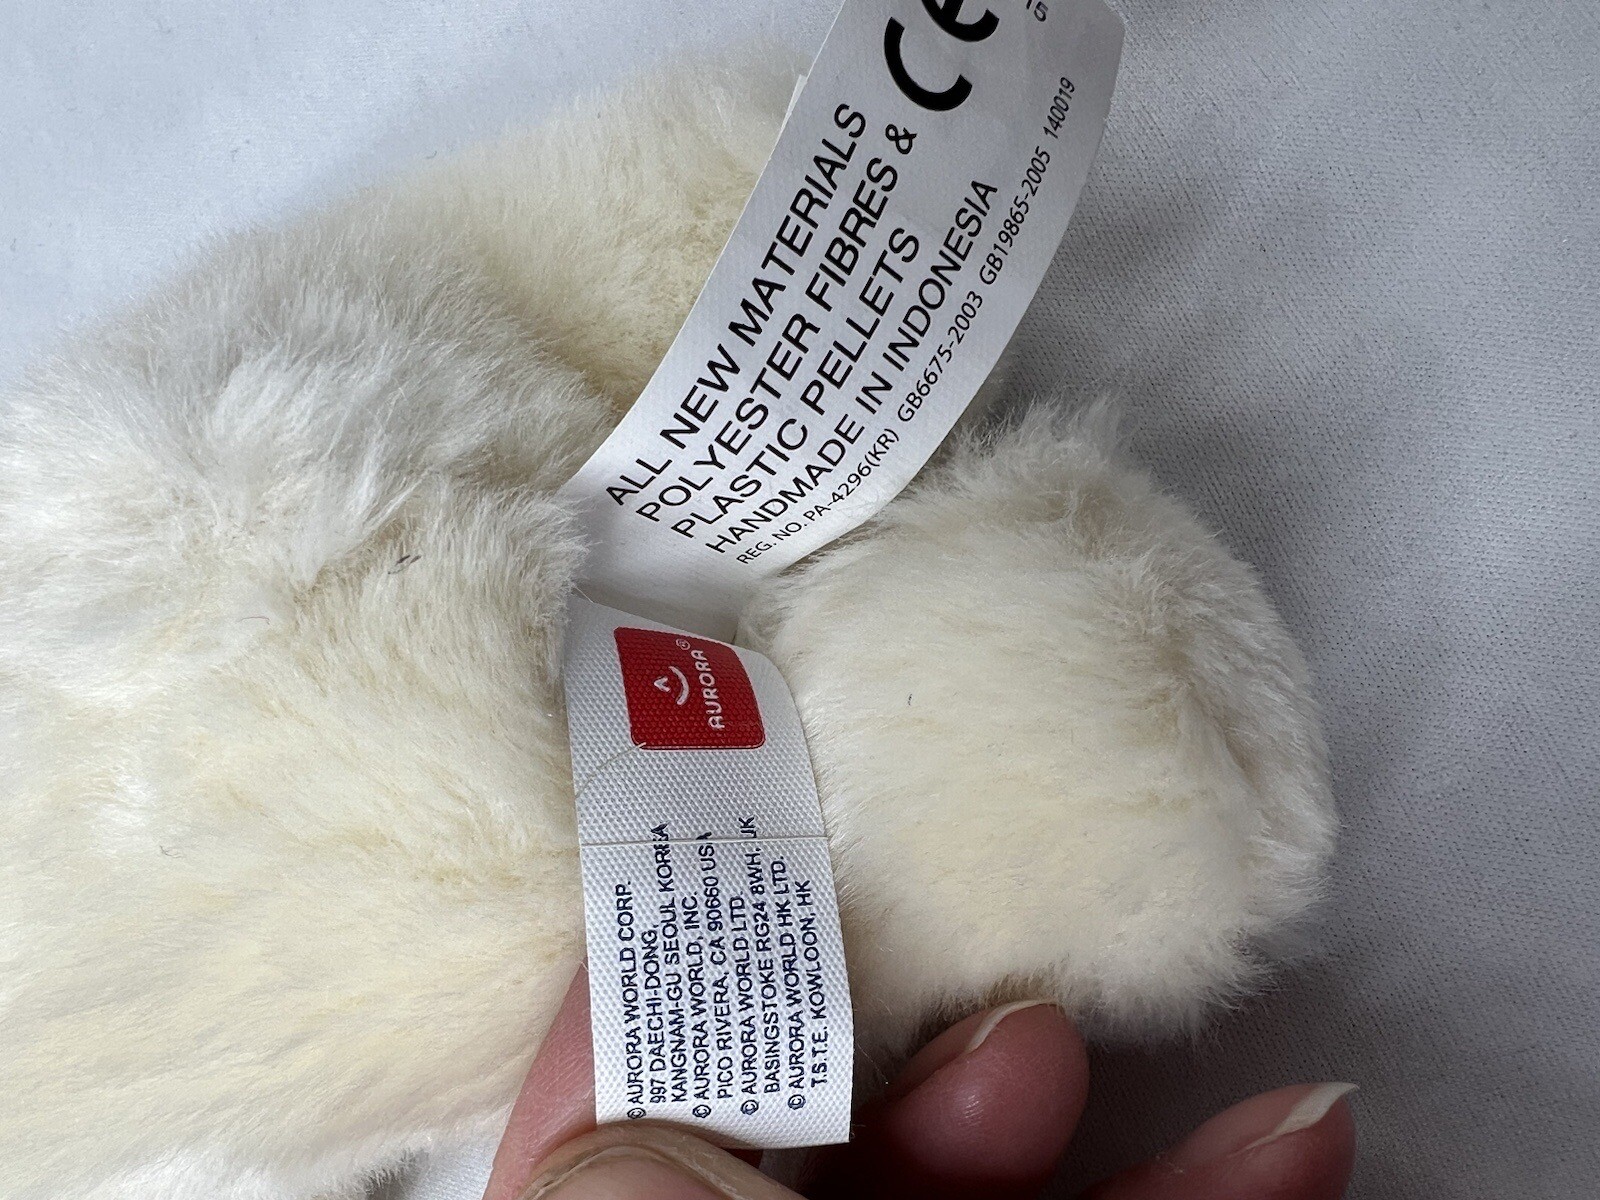 CE
ALL NEW MATERIALS
POLYESTER FIBRES &
PLASTIC PELLETS
HANDMADE IN INDONESIA
REG. NO. PA-4296(KR) GB6675-2003 GB19865-2005 140019
AURORA®
© AURORA WORLD CORP.
997 DAECHI-DONG,
KANGNAM-GU SEOUL KOREA
© AURORA WORLD, INC.
PICO RIVERA, CA 90660 USA
© AURORA WORLD LTD.
BASINGSTOKE RG24 8WH, UK
© AURORA WORLD HK LTD.
T.S.T.E. KOWLOON, HK